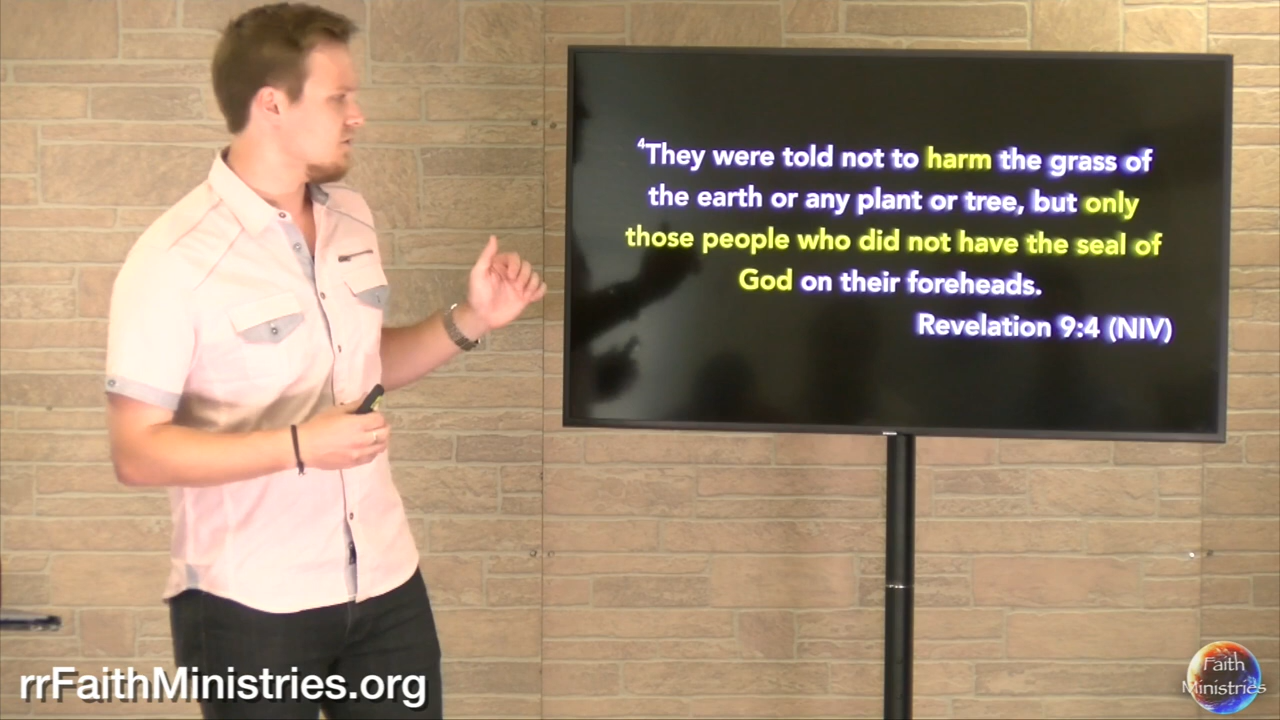 ⁴They were told not to harm the grass of
the earth or any plant or tree, but only
those people who did not have the seal of
God on their foreheads.
Revelation 9:4 (NIV)
rrFaithMinistries.org
Faith
Ministries